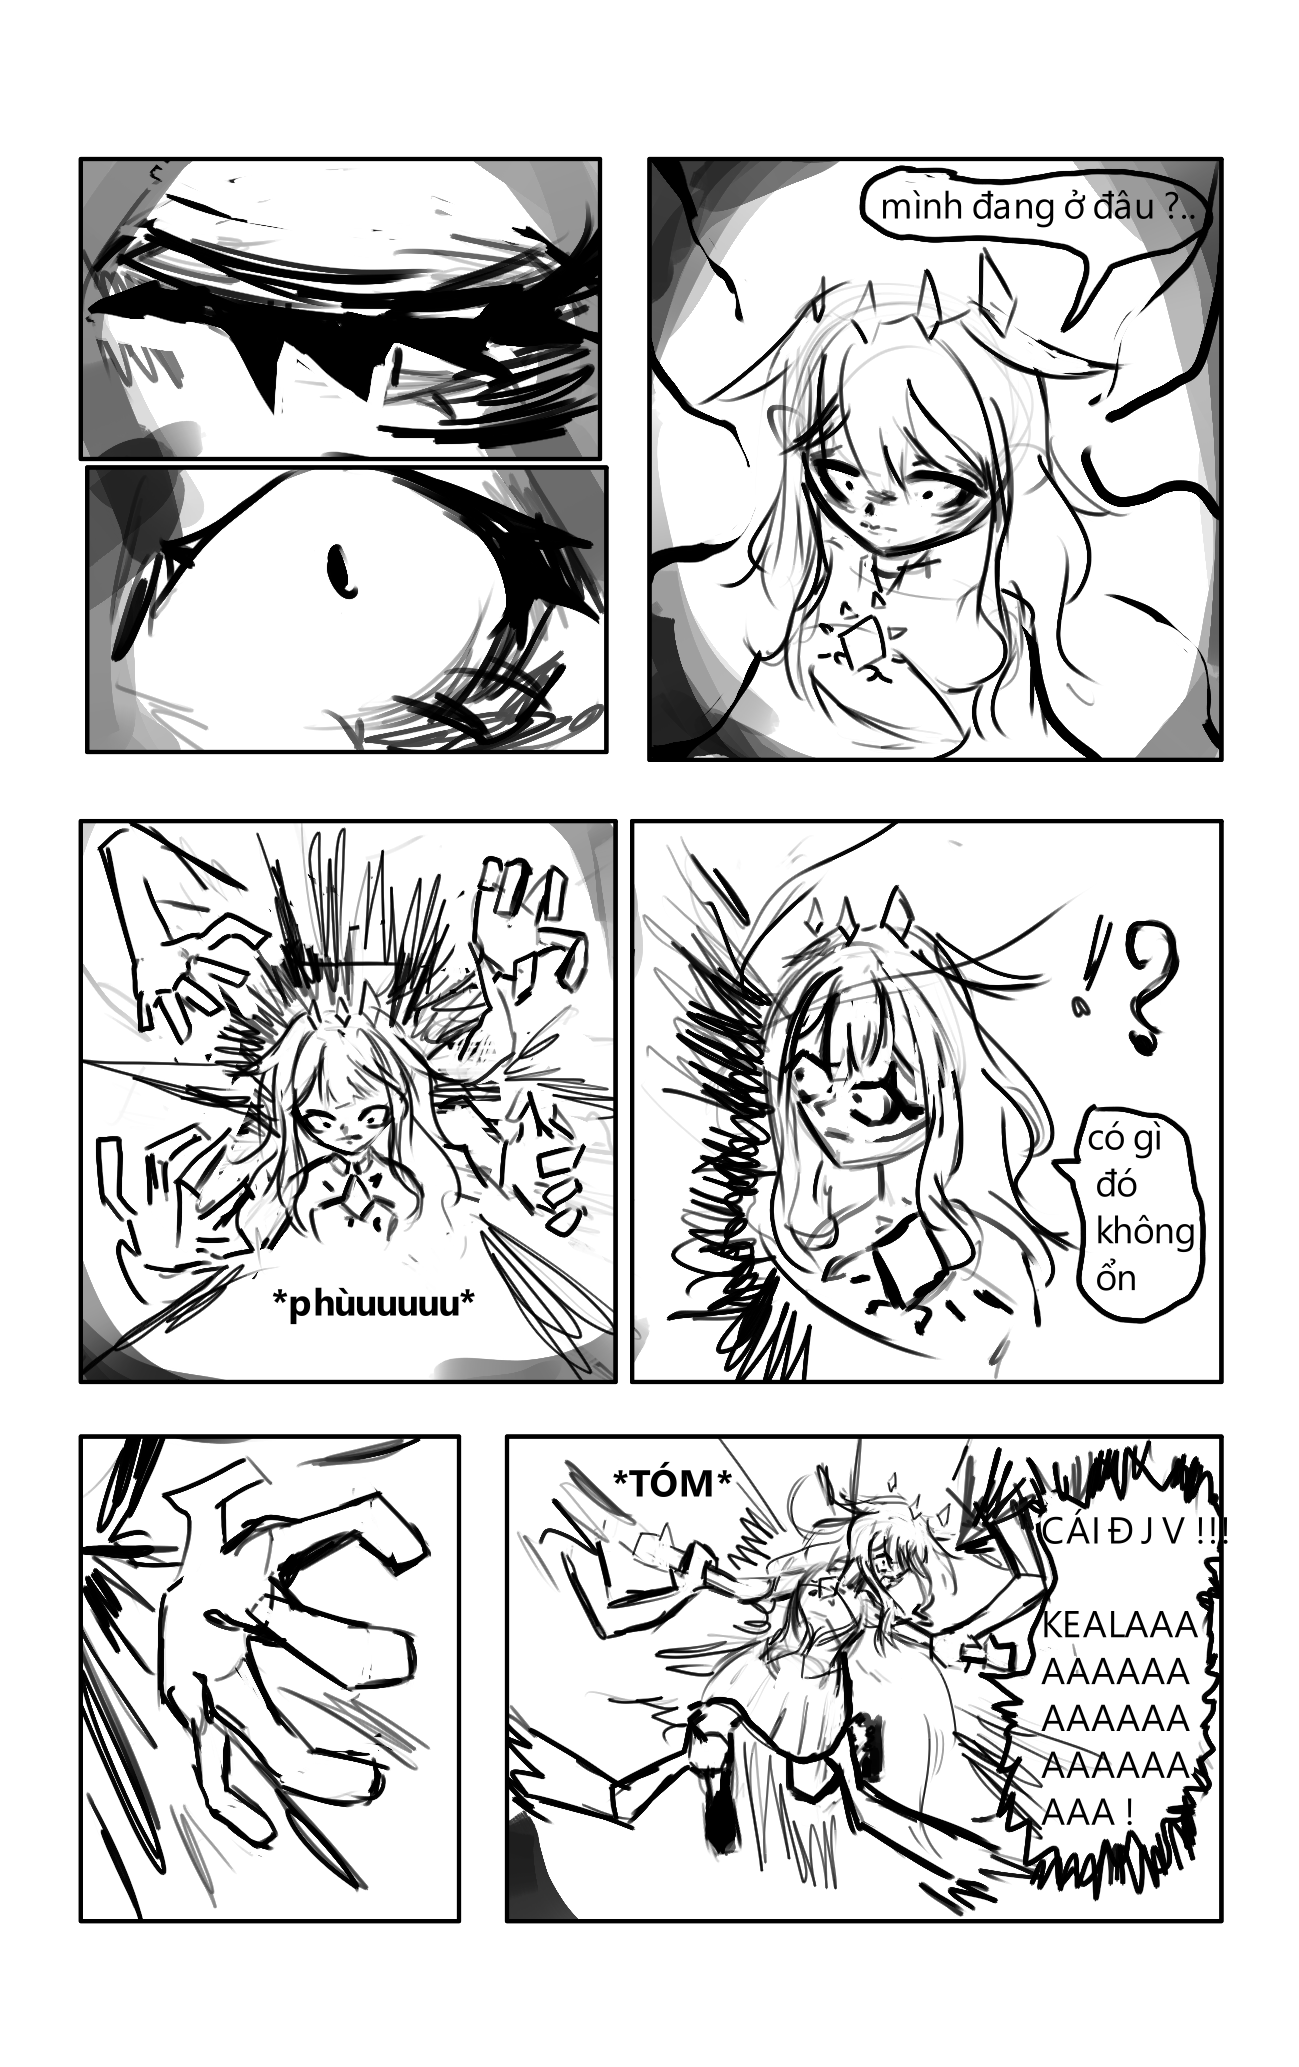 mình đang ở đâu ?..
*phùuuuuu*
!?
có gì
đó
không
ổn
*TÓM*
CÁI Đ J V !!!
KEALAAA
AAAAAA
AAAAAA
AAAAAA
AAA !